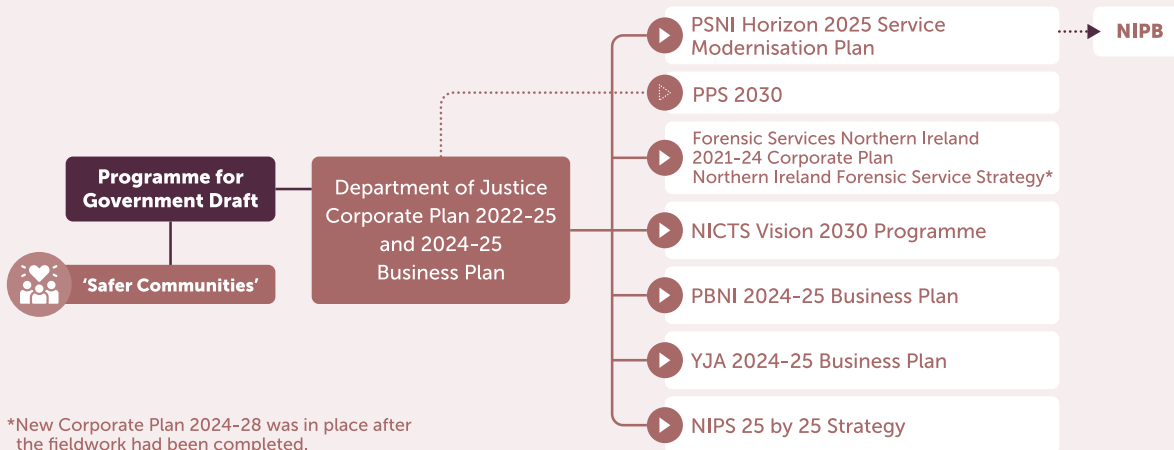 Programme for
Government Draft
'Safer Communities'
Department of Justice
Corporate Plan 2022-25
and 2024-25
Business Plan
PSNI Horizon 2025 Service
Modernisation Plan
NIPB
PPS 2030
Forensic Services Northern Ireland
2021-24 Corporate Plan
Northern Ireland Forensic Service Strategy*
NICTS Vision 2030 Programme
PBNI 2024-25 Business Plan
YJA 2024-25 Business Plan
NIPS 25 by 25 Strategy
*New Corporate Plan 2024-28 was in place after
the fieldwork had been completed.